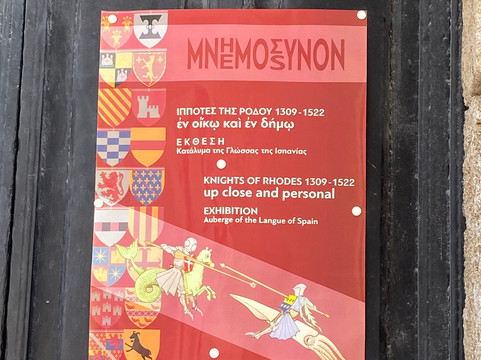 ΜΝΗΕΜΟΣSΥΝΟΝ
ΙΠΠΟΤΕΣ ΤΗΣ ΡΟΔΟΥ 1309-1522
ἐν οἴκῳ καὶ ἐν δήμῳ
ΕΚΘΕΣΗ
Κατάλυμα της Γλώσσας της Ισπανίας
KNIGHTS OF RHODES 1309-1522
up close and personal
EXHIBITION
Auberge of the Langue of Spain